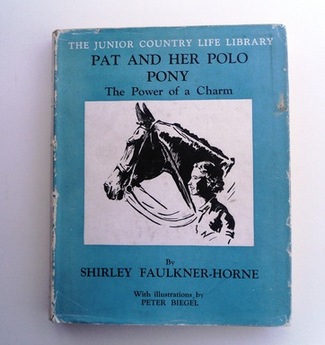 THE JUNIOR COUNTRY LIFE LIBRARY
PAT AND HER POLO
PONY
The Power of a Charm
By
SHIRLEY FAULKNER-HORNE
With illustrations by
PETER BIEGEL